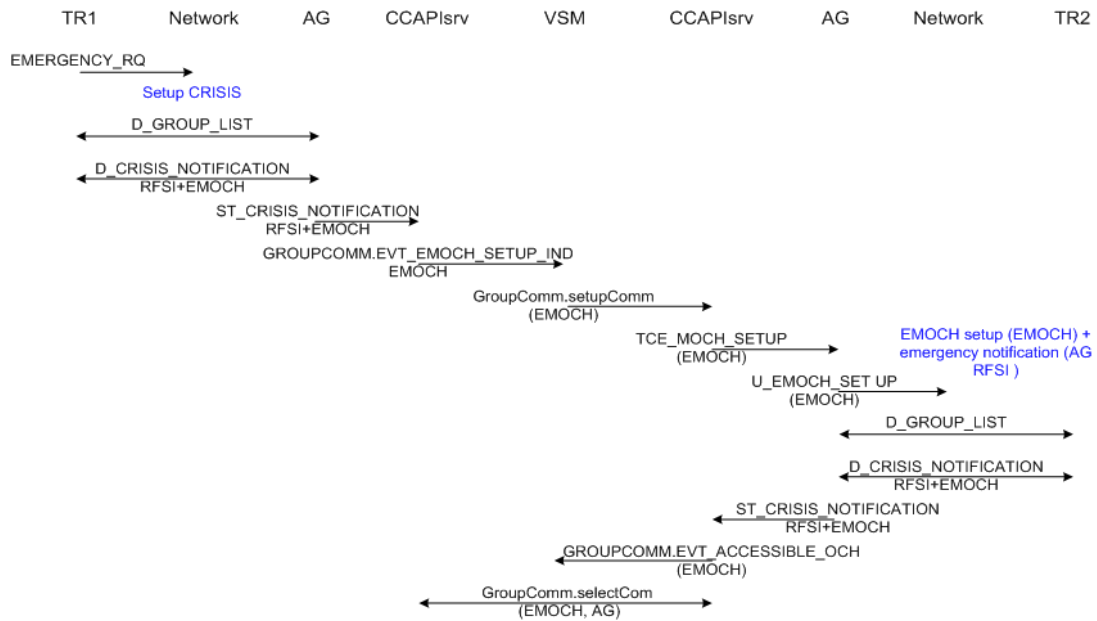 TR1 Network AG CCAPIsrv VSM CCAPIsrv AG Network TR2
EMERGENCY_RQ
Setup CRISIS
D_GROUP_LIST
D_CRISIS_NOTIFICATION
RFSI+EMOCH
ST_CRISIS_NOTIFICATION
RFSI+EMOCH
GROUPCOMM.EVT_EMOCH_SETUP_IND
EMOCH
GroupComm.setupComm
(EMOCH)
TCE_MOCH_SETUP
(EMOCH)
EMOCH setup (EMOCH) +
emergency notification (AG
RFSI )
U_EMOCH_SET UP
(EMOCH)
D_GROUP_LIST
D_CRISIS_NOTIFICATION
RFSI+EMOCH
ST_CRISIS_NOTIFICATION
RFSI+EMOCH
GROUPCOMM.EVT_ACCESSIBLE_OCH
(EMOCH)
GroupComm.selectCom
(EMOCH, AG)